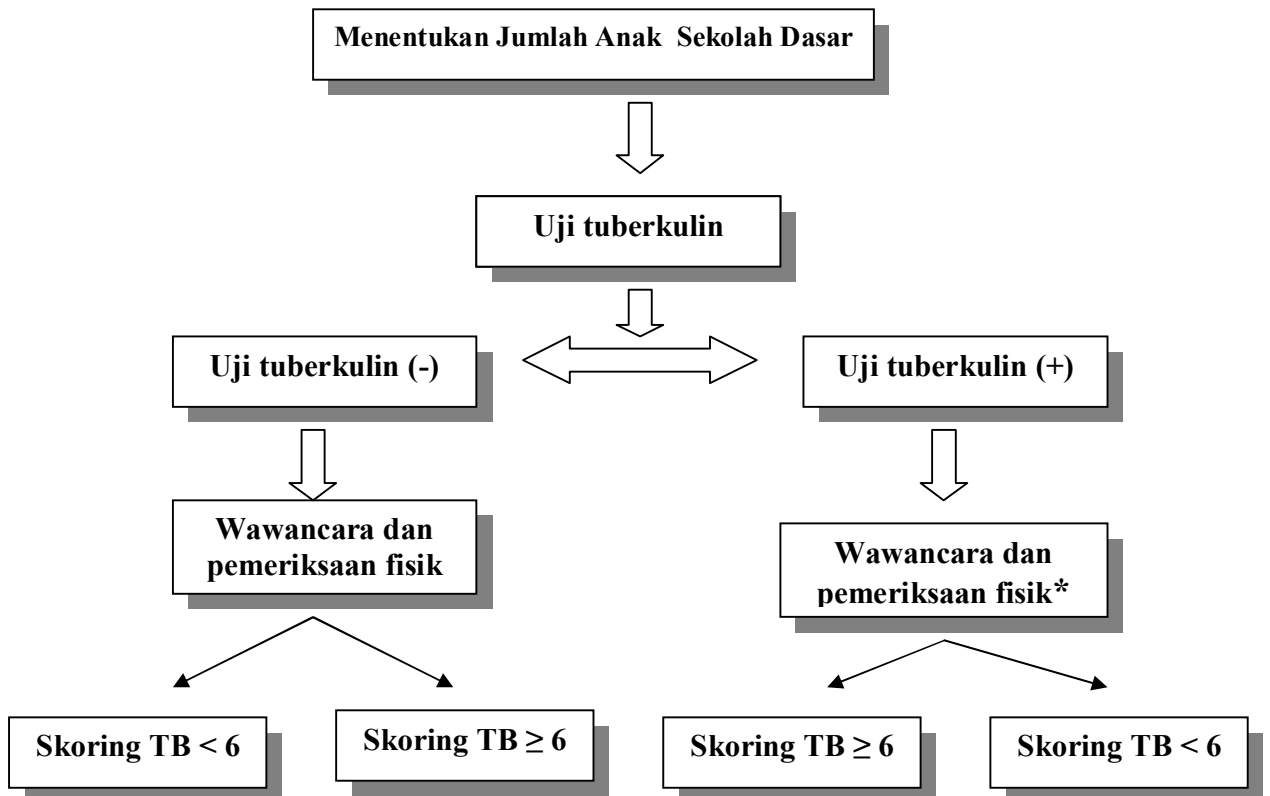 Menentukan Jumlah Anak Sekolah Dasar
Uji tuberkulin
Uji tuberkulin (-)
Uji tuberkulin (+)
Wawancara dan
pemeriksaan fisik
Wawancara dan
pemeriksaan fisik*
Skoring TB < 6
Skoring TB ≥ 6
Skoring TB ≥ 6
Skoring TB < 6